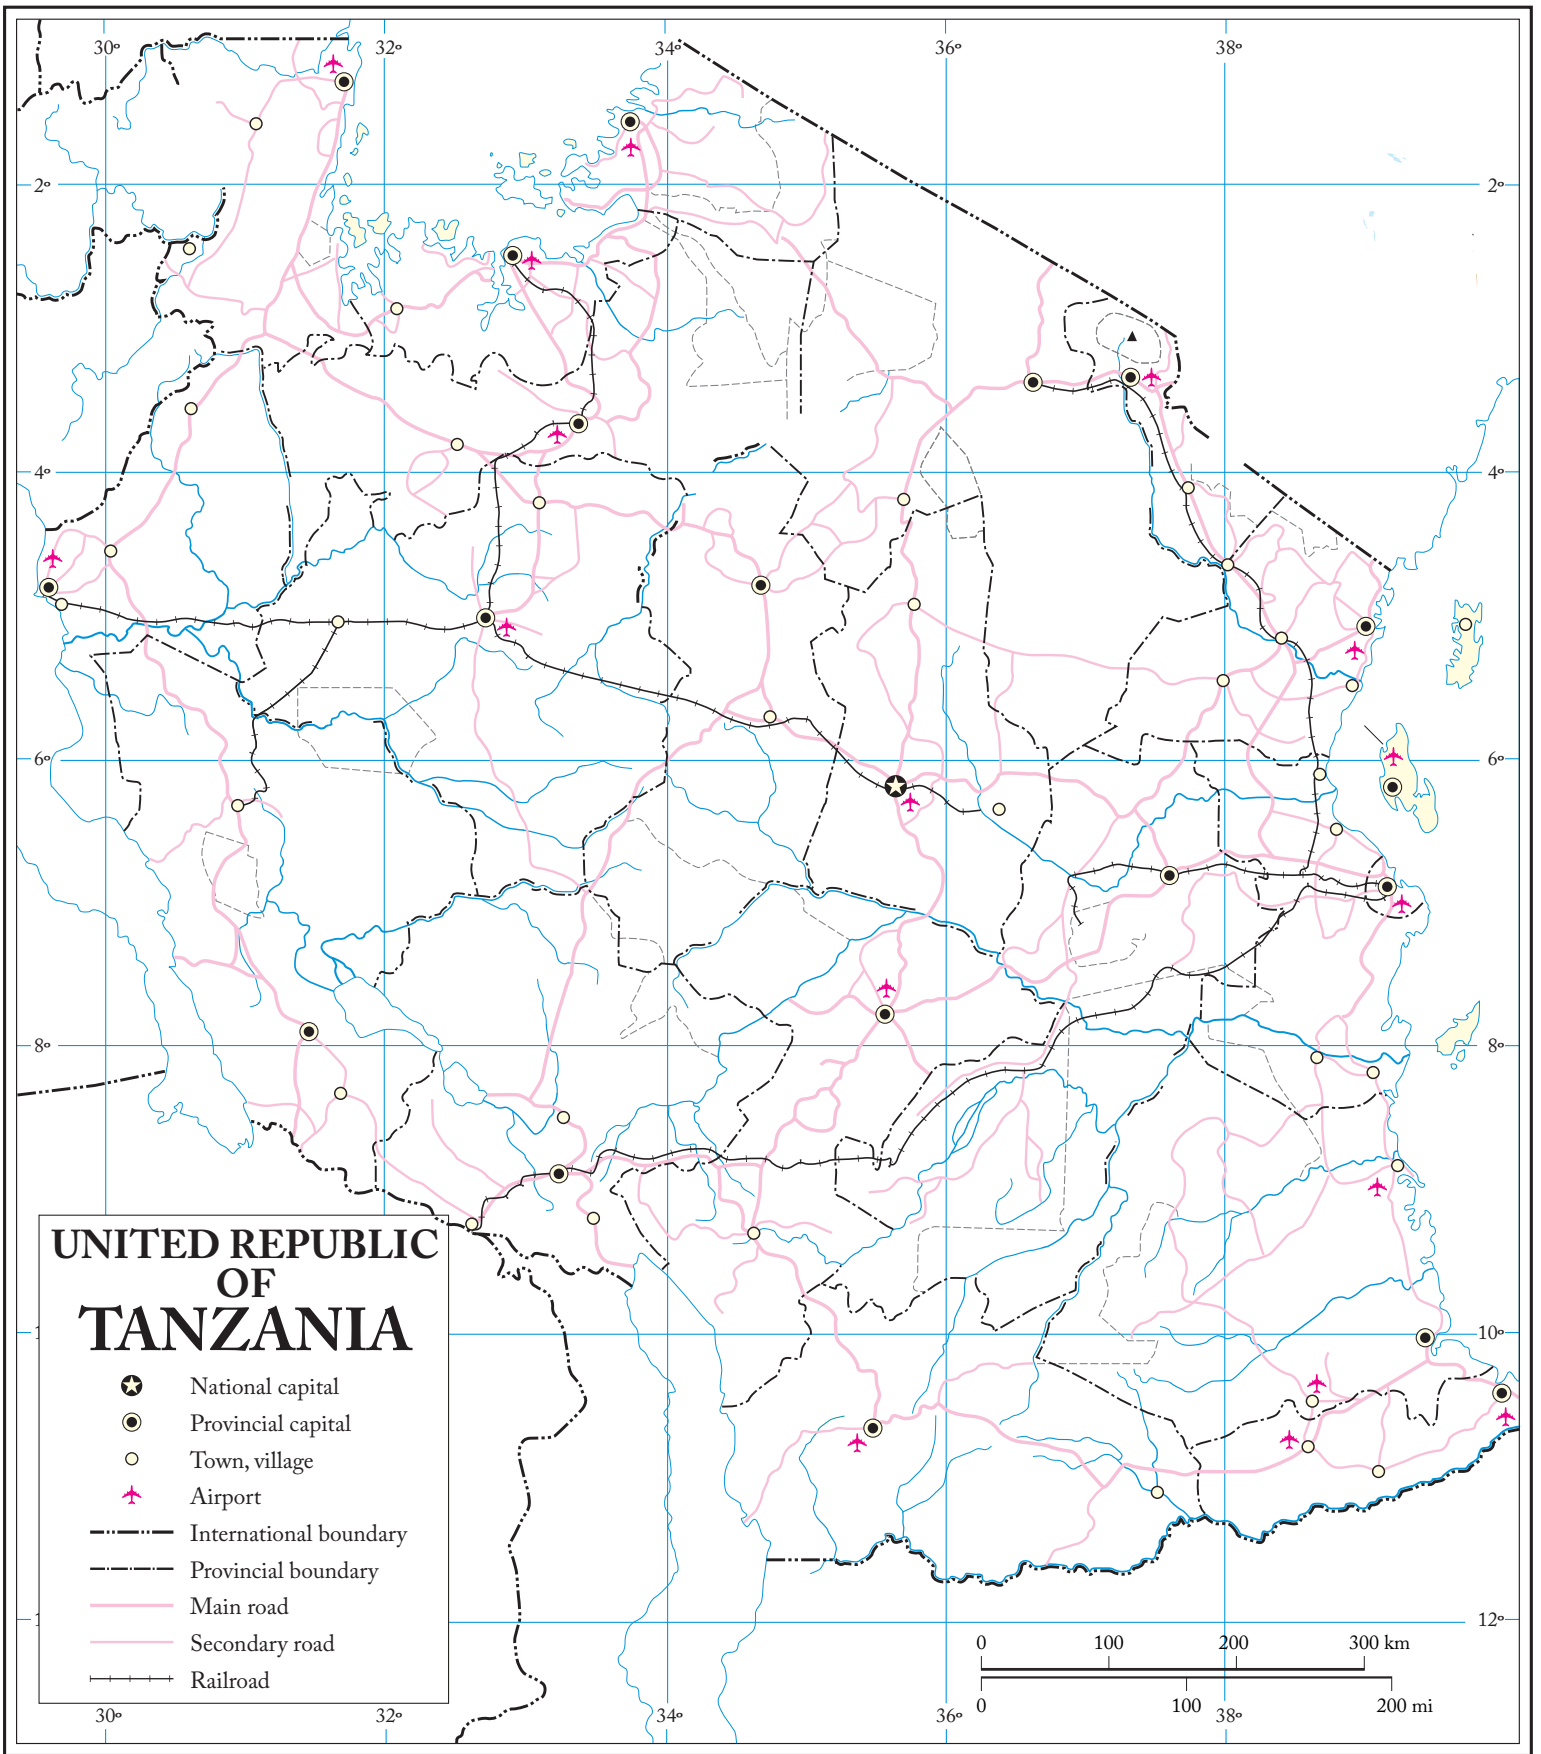 30° 32° 34° 36° 38°
2° 2°
4° 4°
6° 6°
8° 8°
10°
12°
UNITED REPUBLIC
OF
TANZANIA
National capital
Provincial capital
Town, village
Airport
International boundary
Provincial boundary
Main road
Secondary road
Railroad
0 100 200 300 km
0 100 200 mi
30° 32° 34° 36° 38°